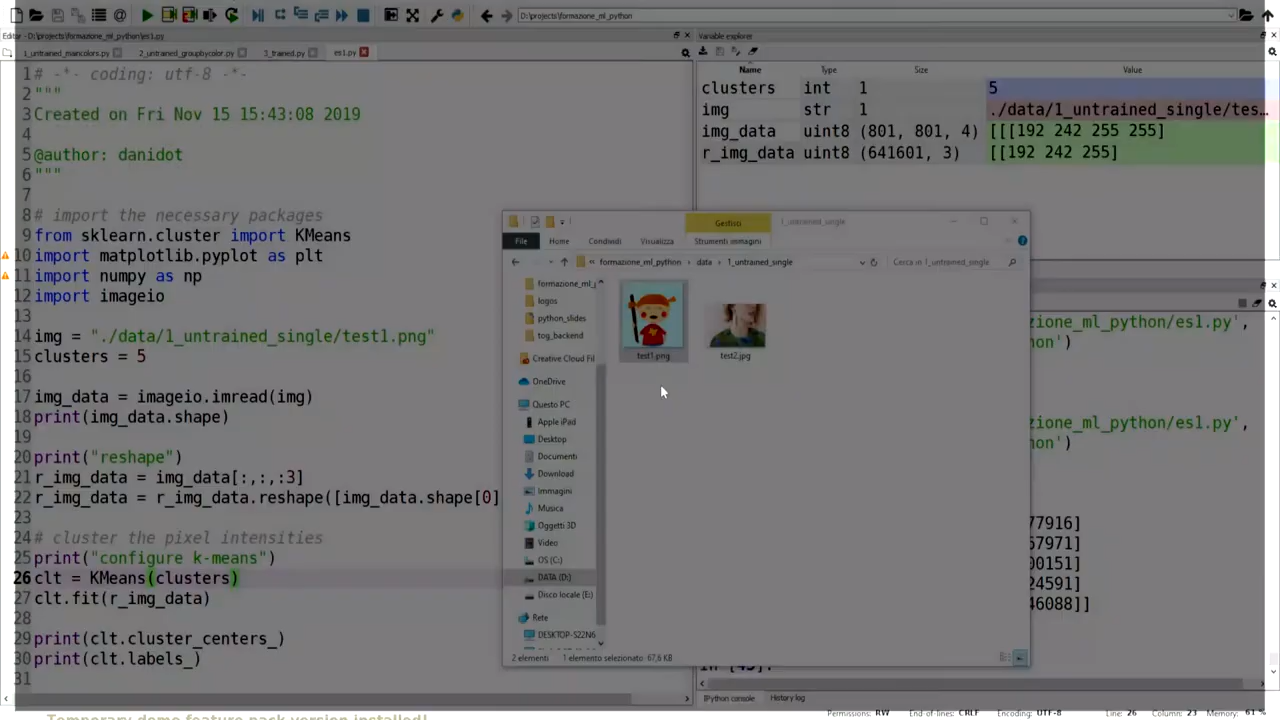 D:\projects\formazione_ml_python
Editor - D:\projects\formazione_ml_python\es1.py
1_untrained_maincolors.py
2_untrained_groupbycolor.py
3_trained.py
es1.py
1 # -*- coding: utf-8 -*-
2 """
3 Created on Fri Nov 15 15:43:08 2019
4
5 @author: danidot
6 """
7
8 # import the necessary packages
9 from sklearn.cluster import KMeans
10 import matplotlib.pyplot as plt
11 import numpy as np
12 import imageio
13
14 img = "./data/1_untrained_single/test1.png"
15 clusters = 5
16
17 img_data = imageio.imread(img)
18 print(img_data.shape)
19
20 print("reshape")
21 r_img_data = img_data[:,:,:3]
22 r_img_data = r_img_data.reshape([img_data.shape[0]
23
24 # cluster the pixel intensities
25 print("configure k-means")
26 clt = KMeans(clusters)
27 clt.fit(r_img_data)
28
29 print(clt.cluster_centers_)
30 print(clt.labels_)
31
Variable explorer
Name Type Size Value
clusters int 1 5
img str 1 ./data/1_untrained_single/tes…
img_data uint8 (801, 801, 4) [[[192 242 255 255]
r_img_data uint8 (641601, 3) [[192 242 255]
Gestisci
1_untrained_single
File Home Condividi Visualizza Strumenti immagini
« formazione_ml_python › data › 1_untrained_single
Cerca in 1_untrained_single
formazione_ml_p
logos
python_slides
tog_backend
Creative Cloud Fil
OneDrive
Questo PC
Apple iPad
Desktop
Documenti
Download
Immagini
Musica
Oggetti 3D
Video
OS (C:)
DATA (D:)
Disco locale (E:)
Rete
DESKTOP-S22N6
test1.png
test2.jpg
2 elementi 1 elemento selezionato 67,6 KB
zione_ml_python/es1.py',
hon')
zione_ml_python/es1.py',
hon')
77916]
57971]
00151]
24591]
46088]]
IPython console History log
Permissions: RW End-of-lines: CRLF Encoding: UTF-8 Line: 26 Column: 23 Memory: 61 %
Temporary demo feature pack version installed!